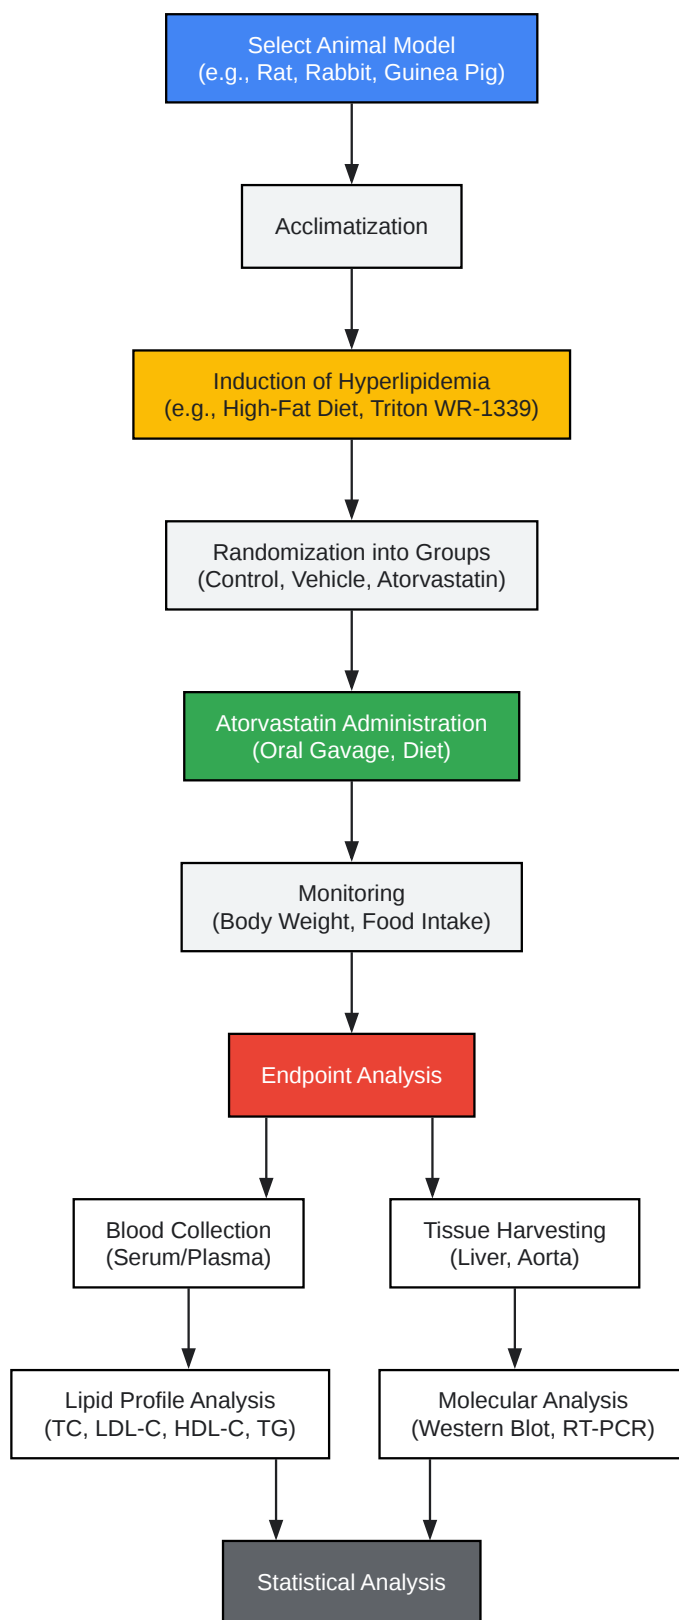 Select Animal Model
(e.g., Rat, Rabbit, Guinea Pig)
Acclimatization
Induction of Hyperlipidemia
(e.g., High-Fat Diet, Triton WR-1339)
Randomization into Groups
(Control, Vehicle, Atorvastatin)
Atorvastatin Administration
(Oral Gavage, Diet)
Monitoring
(Body Weight, Food Intake)
Endpoint Analysis
Blood Collection
(Serum/Plasma)
Tissue Harvesting
(Liver, Aorta)
Lipid Profile Analysis
(TC, LDL-C, HDL-C, TG)
Molecular Analysis
(Western Blot, RT-PCR)
Statistical Analysis